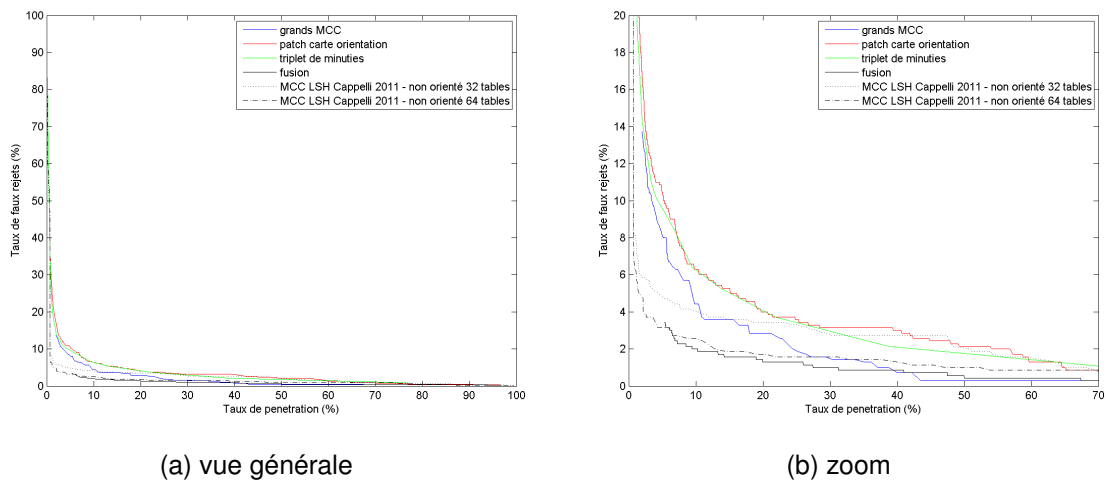 100
90
80
70
60
50
40
30
20
10
0
0 10 20 30 40 50 60 70 80 90 100
Taux de faux rejets (%)
Taux de penetration (%)
grands MCC
patch carte orientation
triplet de minuties
fusion
MCC LSH Cappelli 2011 - non orienté 32 tables
MCC LSH Cappelli 2011 - non orienté 64 tables
(a) vue générale
20
18
16
14
12
10
8
6
4
2
0
0 10 20 30 40 50 60 70
Taux de faux rejets (%)
Taux de penetration (%)
grands MCC
patch carte orientation
triplet de minuties
fusion
MCC LSH Cappelli 2011 - non orienté 32 tables
MCC LSH Cappelli 2011 - non orienté 64 tables
(b) zoom